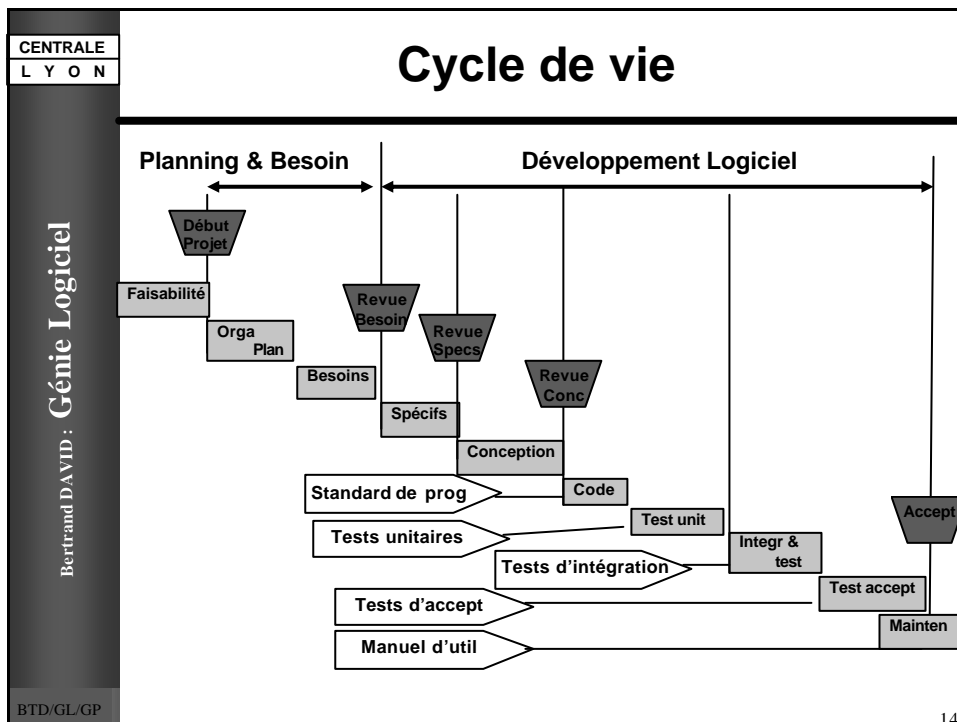 CENTRALE
L Y O N
Cycle de vie
Planning & Besoin
Développement Logiciel
Début
Projet
Faisabilité
Orga
Plan
Besoins
Revue
Besoin
Revue
Specs
Revue
Conc
Spécifs
Conception
Standard de prog
Code
Tests unitaires
Test unit
Accept
Tests d'intégration
Integr &
test
Tests d'accept
Test accept
Manuel d'util
Mainten
Bertrand DAVID : Génie Logiciel
BTD/GL/GP
14